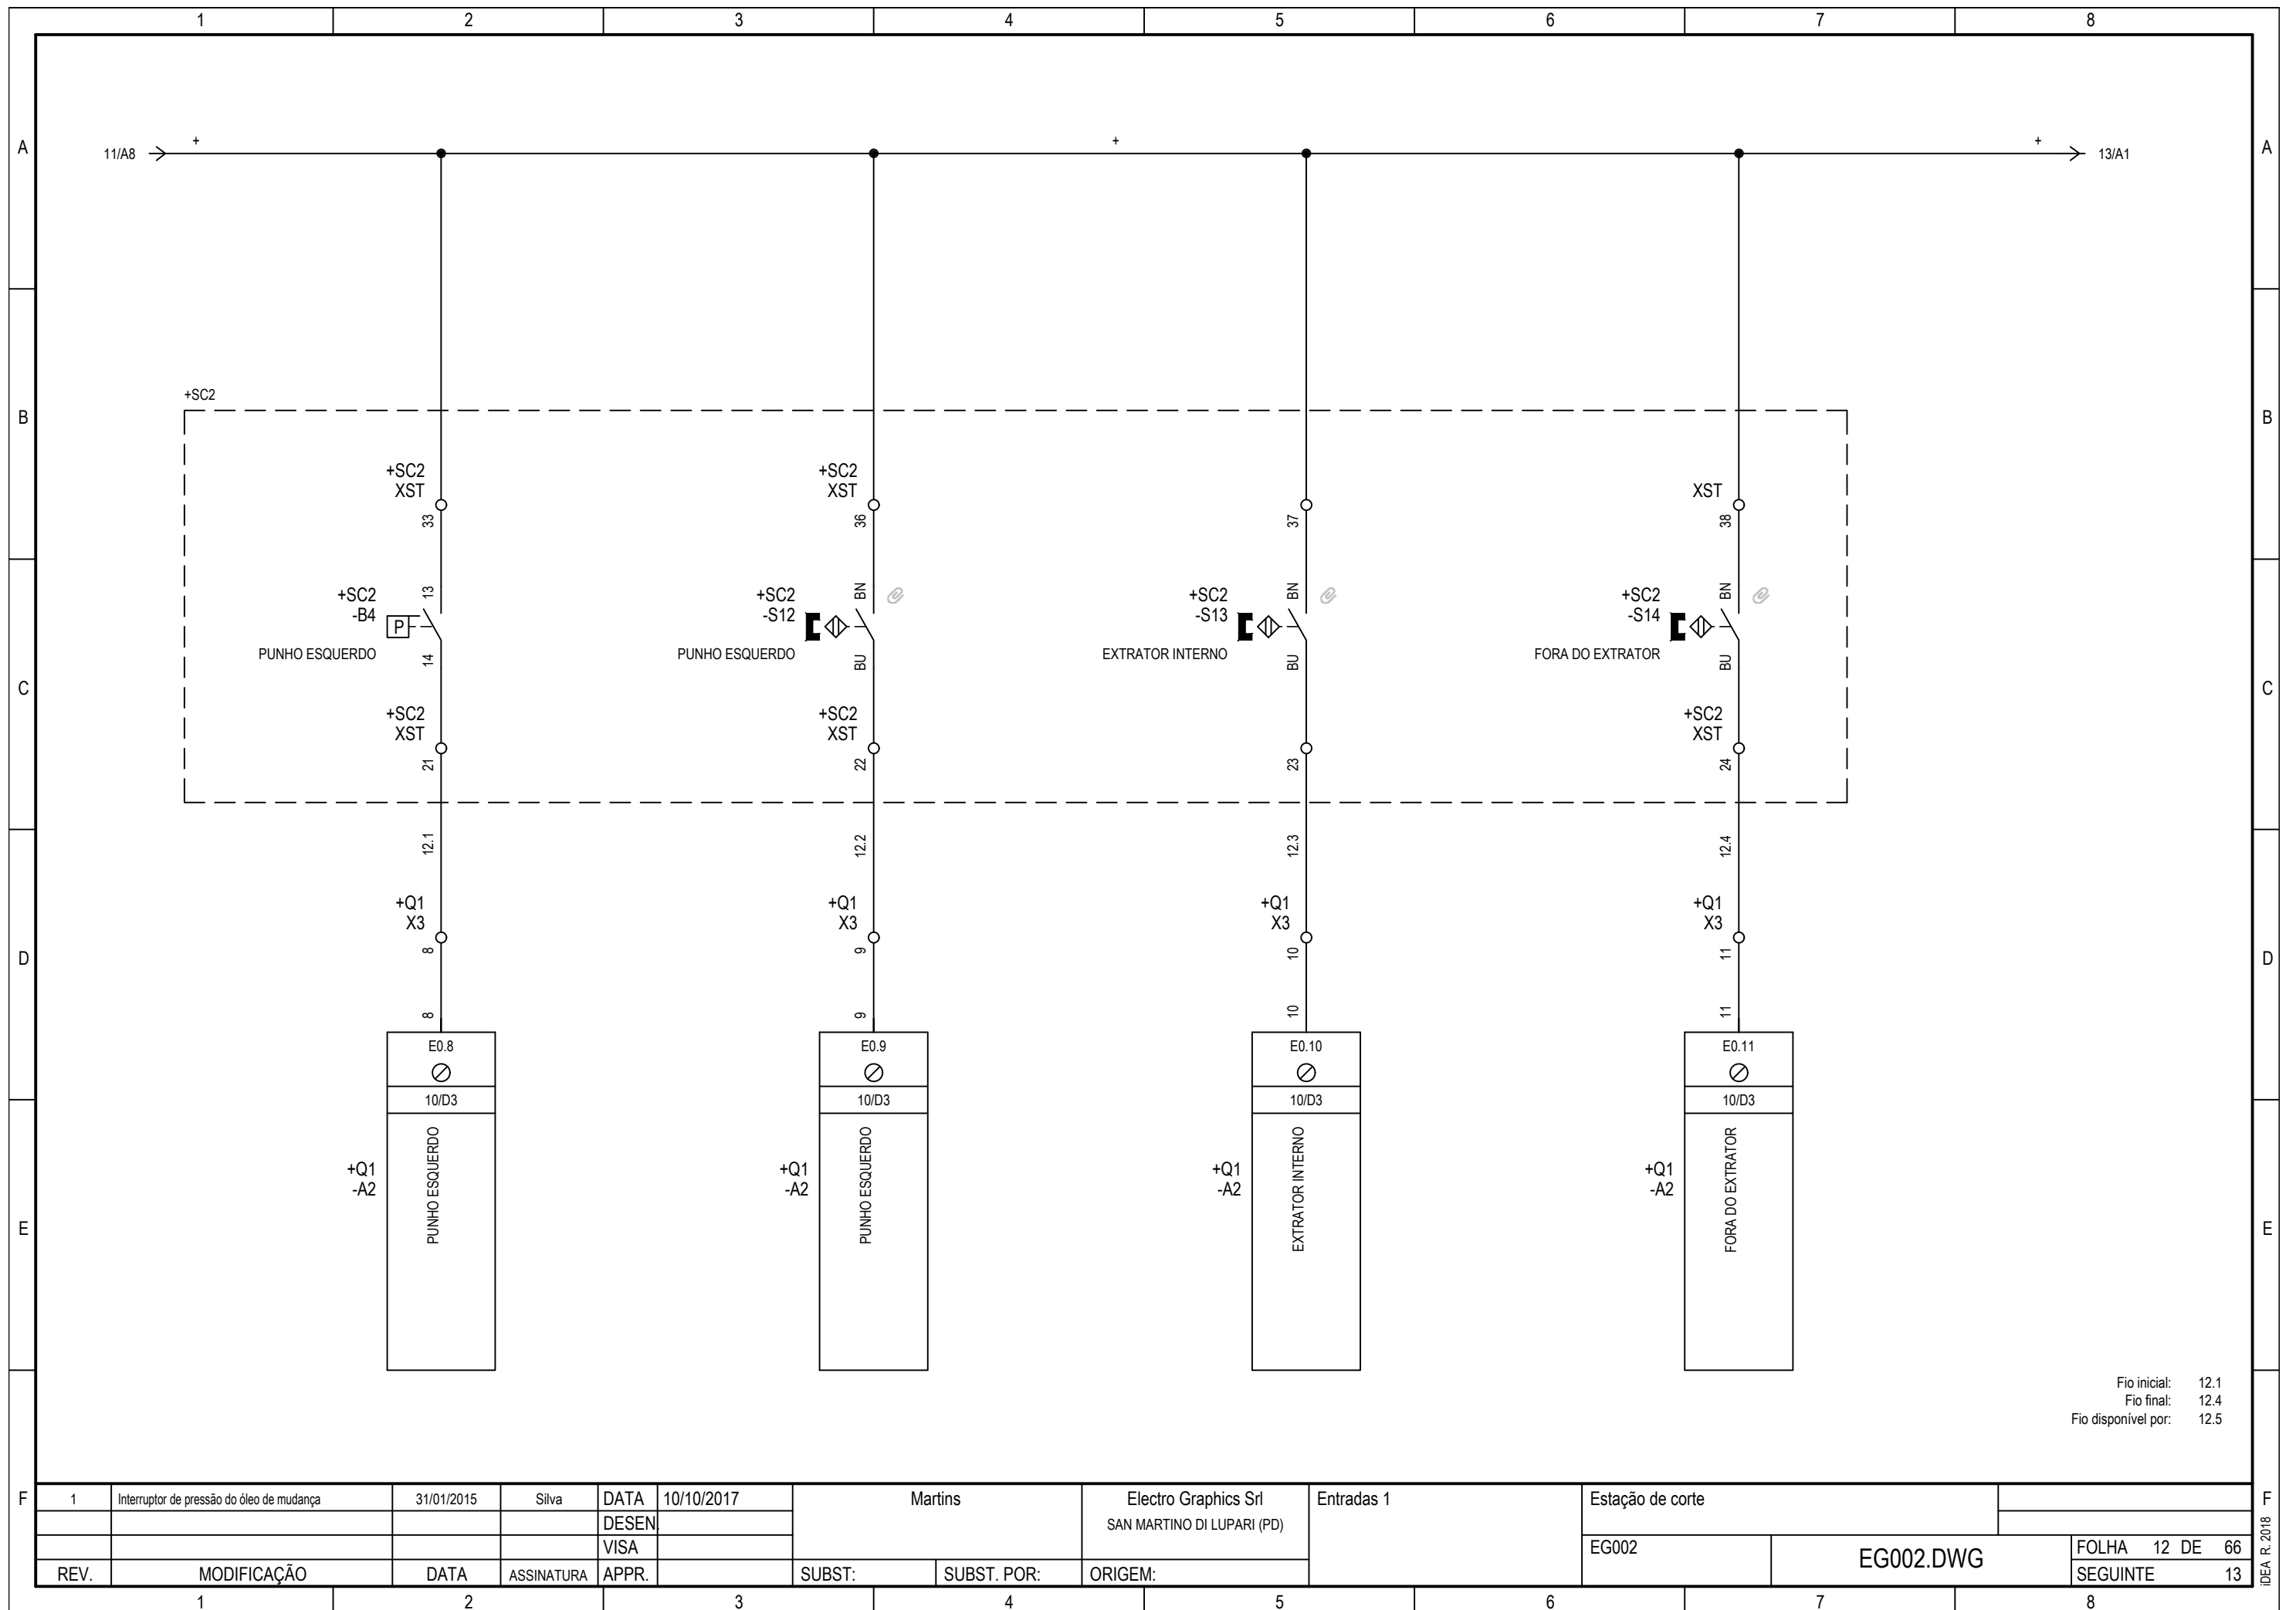 1 2 3 4 5 6 7 8
A A
11/A8 + + + 13/A1
+SC2
B B
+SC2 +SC2
XST XST XST
33 36 37 38
+SC2 13 +SC2 BN +SC2 BN +SC2 BN
-B4 -S12 -S13 -S14
P
PUNHO ESQUERDO 14 PUNHO ESQUERDO BU EXTRATOR INTERNO BU FORA DO EXTRATOR BU
C C
+SC2 +SC2 +SC2
XST XST XST
21 22 23 24
12.1 12.2 12.3 12.4
+Q1 +Q1 +Q1 +Q1
X3 X3 X3 X3
8 9 10 11
D D
8 9 10 11
E0.8 E0.9 E0.10 E0.11
10/D3 10/D3 10/D3 10/D3
PUNHO ESQUERDO PUNHO ESQUERDO EXTRATOR INTERNO FORA DO EXTRATOR
+Q1 +Q1 +Q1 +Q1
-A2 -A2 -A2 -A2
E E
Fio inicial: 12.1
Fio final: 12.4
Fio disponível por: 12.5
F F
1 Interruptor de pressão do óleo de mudança 31/01/2015 Silva DATA 10/10/2017 Martins Electro Graphics Srl Entradas 1 Estação de corte
DESEN. SAN MARTINO DI LUPARI (PD)
VISA EG002 EG002.DWG FOLHA 12 DE 66
REV. MODIFICAÇÃO DATA ASSINATURA APPR. SUBST: SUBST. POR: ORIGEM: SEGUINTE 13
iDEA R. 2018
1 2 3 4 5 6 7 8